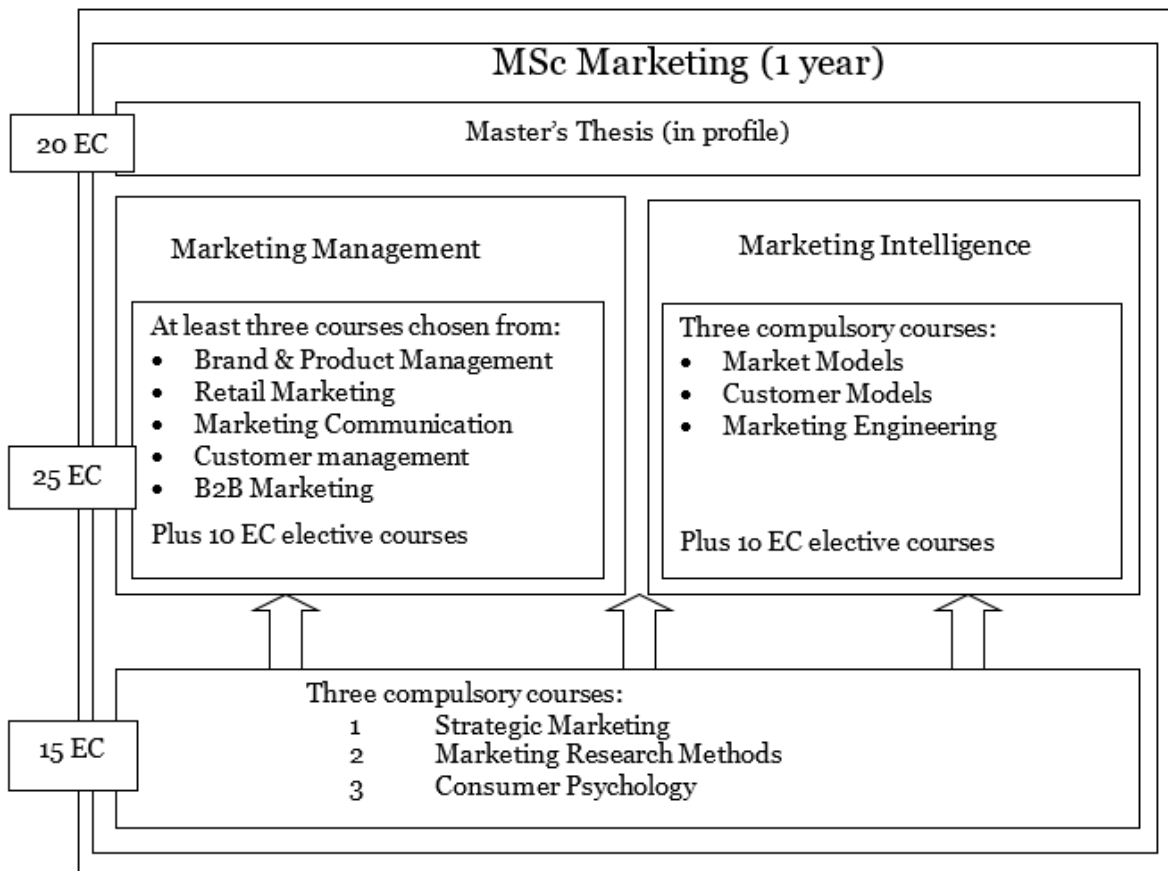 MSc Marketing (1 year)
20 EC
Master's Thesis (in profile)
Marketing Management
At least three courses chosen from:
• Brand & Product Management
• Retail Marketing
• Marketing Communication
• Customer management
• B2B Marketing
Plus 10 EC elective courses
Marketing Intelligence
Three compulsory courses:
• Market Models
• Customer Models
• Marketing Engineering
Plus 10 EC elective courses
25 EC
Three compulsory courses:
1 Strategic Marketing
2 Marketing Research Methods
3 Consumer Psychology
15 EC